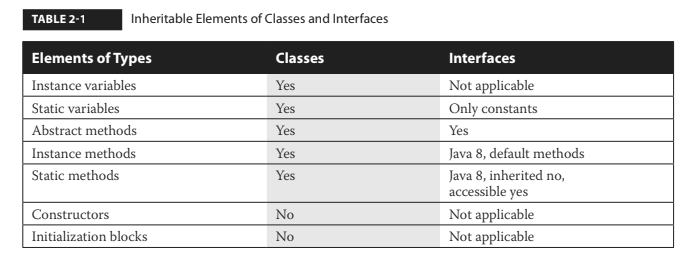 TABLE 2-1 Inheritable Elements of Classes and Interfaces
Elements of Types Classes Interfaces
Instance variables Yes Not applicable
Static variables Yes Only constants
Abstract methods Yes Yes
Instance methods Yes Java 8, default methods
Static methods Yes Java 8, inherited no,
accessible yes
Constructors No Not applicable
Initialization blocks No Not applicable